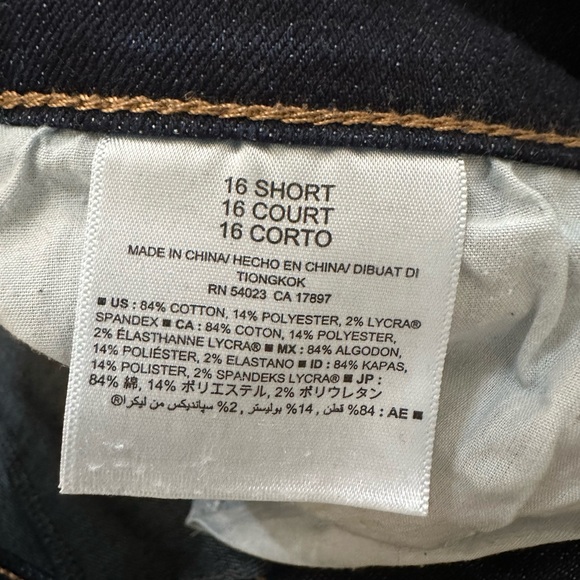 16 SHORT
16 COURT
16 CORTO
MADE IN CHINA/ HECHO EN CHINA/ DIBUAT DI
TIONGKOK
RN 54023 CA 17897
■ US : 84% COTTON, 14% POLYESTER, 2% LYCRA®
SPANDEX ■ CA : 84% COTON, 14% POLYESTER,
2% ÉLASTHANNE LYCRA® ■ MX : 84% ALGODON,
14% POLIÉSTER, 2% ELASTANO ■ ID : 84% KAPAS,
14% POLISTER, 2% SPANDEKS LYCRA® ■ JP :
84% 綿, 14% ポリエステル, 2% ポリウレタン
■ AE : 84% قطن , 14% بوليستر , 2% سپانديكس من ليكرا®